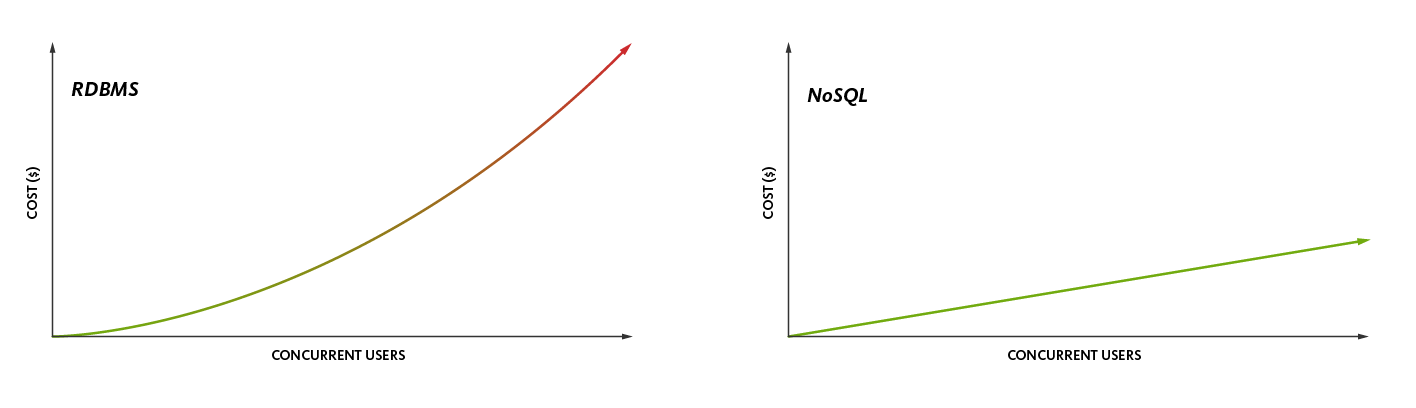 RDBMS
COST ($)
CONCURRENT USERS
NoSQL
COST ($)
CONCURRENT USERS